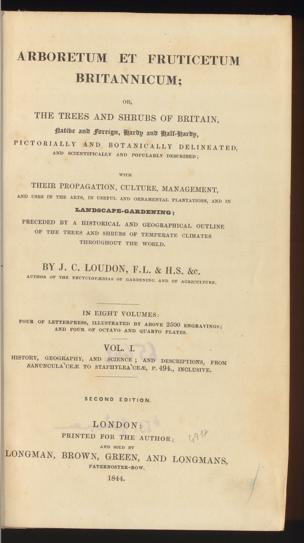 ARBORETUM ET FRUTICETUM
BRITANNICUM;
OR,
THE TREES AND SHRUBS OF BRITAIN,
Native and Foreign, Hardy and Half-Hardy,
PICTORIALLY AND BOTANICALLY DELINEATED,
AND SCIENTIFICALLY AND POPULARLY DESCRIBED;
WITH
THEIR PROPAGATION, CULTURE, MANAGEMENT,
AND USES IN THE ARTS, IN USEFUL AND ORNAMENTAL PLANTATIONS, AND IN
LANDSCAPE-GARDENING;
PRECEDED BY A HISTORICAL AND GEOGRAPHICAL OUTLINE
OF THE TREES AND SHRUBS OF TEMPERATE CLIMATES
THROUGHOUT THE WORLD.
BY J. C. LOUDON, F.L. & H.S. &c.
AUTHOR OF THE ENCYCLOPÆDIAS OF GARDENING AND OF AGRICULTURE.
IN EIGHT VOLUMES:
FOUR OF LETTERPRESS, ILLUSTRATED BY ABOVE 2500 ENGRAVINGS;
AND FOUR OF OCTAVO AND QUARTO PLATES.
VOL. I.
HISTORY, GEOGRAPHY, AND SCIENCE; AND DESCRIPTIONS, FROM
RANUNCULA'CEÆ TO STAPHYLEA'CEÆ, P. 494., INCLUSIVE.
SECOND EDITION.
LONDON:
PRINTED FOR THE AUTHOR;
AND SOLD BY
LONGMAN, BROWN, GREEN, AND LONGMANS,
PATERNOSTER-ROW.
1844.